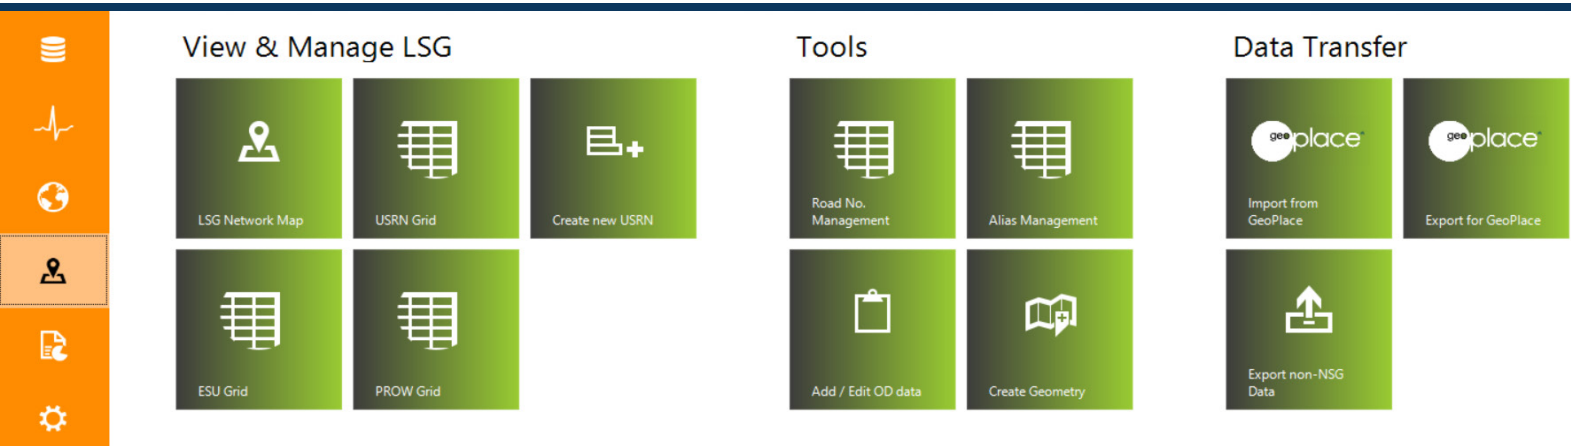 View & Manage LSG
LSG Network Map
USRN Grid
Create new USRN
ESU Grid
PROW Grid
Tools
Road No.
Management
Alias Management
Add / Edit OD data
Create Geometry
Data Transfer
geoplace
Import from
GeoPlace
geoplace
Export for GeoPlace
Export non-NSG
Data